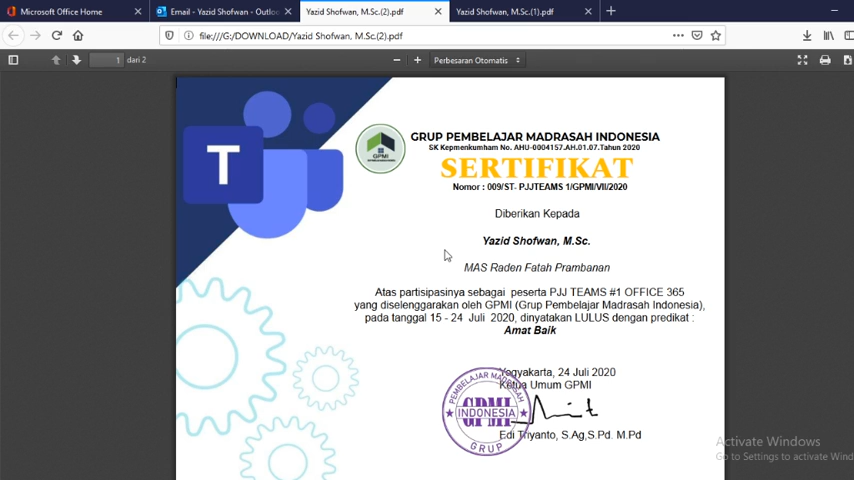 Microsoft Office Home
Email - Yazid Shofwan - Outloo
Yazid Shofwan, M.Sc.(2).pdf
Yazid Shofwan, M.Sc.(1).pdf
file:///G:/DOWNLOAD/Yazid Shofwan, M.Sc.(2).pdf
1 dari 2
Perbesaran Otomatis
T
GPMI
GRUP PEMBELAJAR MADRASAH INDONESIA
SK Kepmenkumham No. AHU-0004157.AH.01.07.Tahun 2020
SERTIFIKAT
Nomor : 009/ST- PJJTEAMS 1/GPMI/VII/2020
Diberikan Kepada
Yazid Shofwan, M.Sc.
MAS Raden Fatah Prambanan
Atas partisipasinya sebagai peserta PJJ TEAMS #1 OFFICE 365
yang diselenggarakan oleh GPMI (Grup Pembelajar Madrasah Indonesia),
pada tanggal 15 - 24 Juli 2020, dinyatakan LULUS dengan predikat :
Amat Baik
Yogyakarta, 24 Juli 2020
Ketua Umum GPMI
PEMBELAJAR MADRASAH
GPMI
INDONESIA
GRUP
Edi Triyanto, S.Ag,S.Pd. M.Pd
Activate Windows
Go to Settings to activate Wind